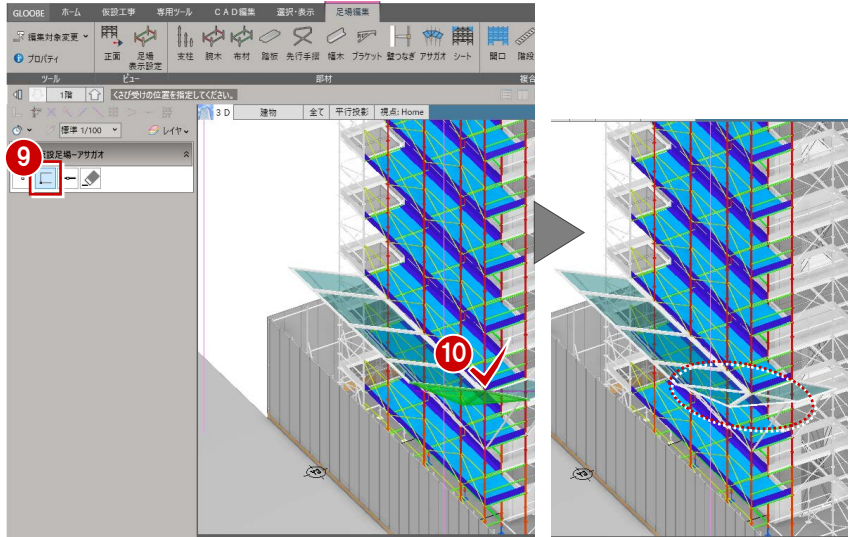 GLOOBE ホーム 仮設工事 専用ツール CAD編集 選択・表示 足場編集
編集対象変更
プロパティ
正面 足場 表示設定 支柱 腕木 布材 踏板 先行手摺 幅木 ブラケット 壁つなぎ アサガオ シート 開口 階段
ツール ビュー 部材 複合
1階 くさび受けの位置を指定してください。
3D 建物 全て 平行投影 視点: Home
標準 1/100 レイヤ
9
仮設足場-アサガオ
10